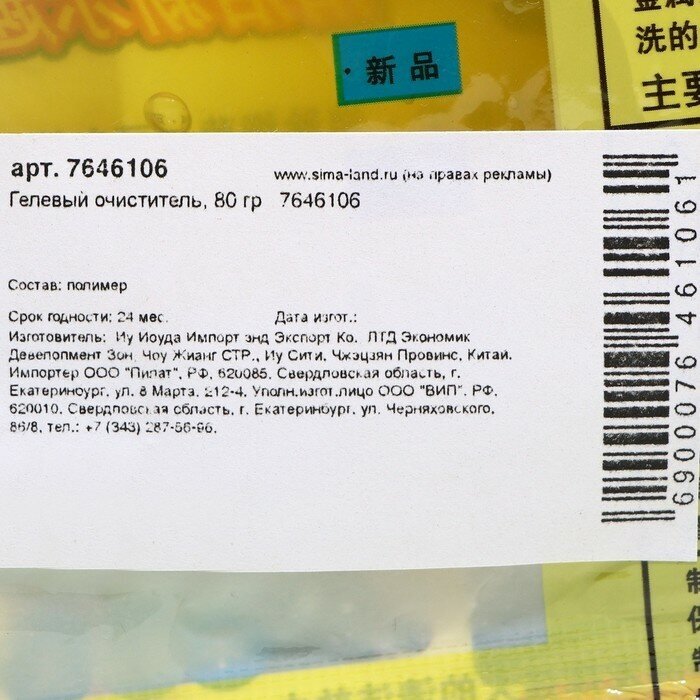 洗的
新品
主要
арт. 7646106
www.sima-land.ru (на правах рекламы)
Гелевый очиститель, 80 гр 7646106
Состав: полимер
Срок годности: 24 мес. Дата изгот.:
Изготовитель: Иу Иоуда Импорт энд Экспорт Ко. ЛТД Экономик
Девелопмент Зон, Чоу Жианг СТР., Иу Сити, Чжэцзян Провинс, Китай.
Импортер ООО "Пилат", РФ, 620085, Свердловская область, г.
Екатеринбург, ул. 8 Марта, 212-4. Уполн.изгот.лицо ООО "ВИП", РФ,
620010, Свердловская область, г. Екатеринбург, ул. Черняховского,
86/8, тел.: +7 (343) 287-56-96.
6900076461061
制
保
制